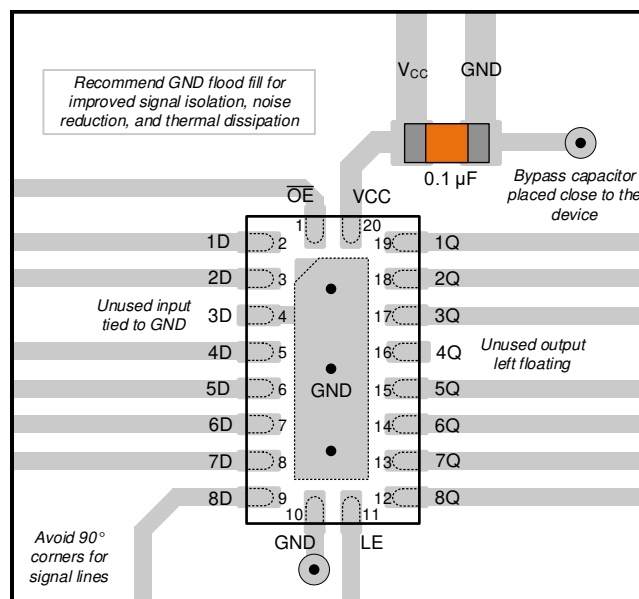 Recommend GND flood fill for
improved signal isolation, noise
reduction, and thermal dissipation
VCC GND
0.1 µF
Bypass capacitor
placed close to the
device
OE VCC
1 20
1D 2 19 1Q
2D 3 18 2Q
Unused input
tied to GND
3D 4 17 3Q
4D 5 16 4Q
Unused output
left floating
5D 6 GND 15 5Q
6D 7 14 6Q
7D 8 13 7Q
8D 9 12 8Q
10 11
GND LE
Avoid 90°
corners for
signal lines